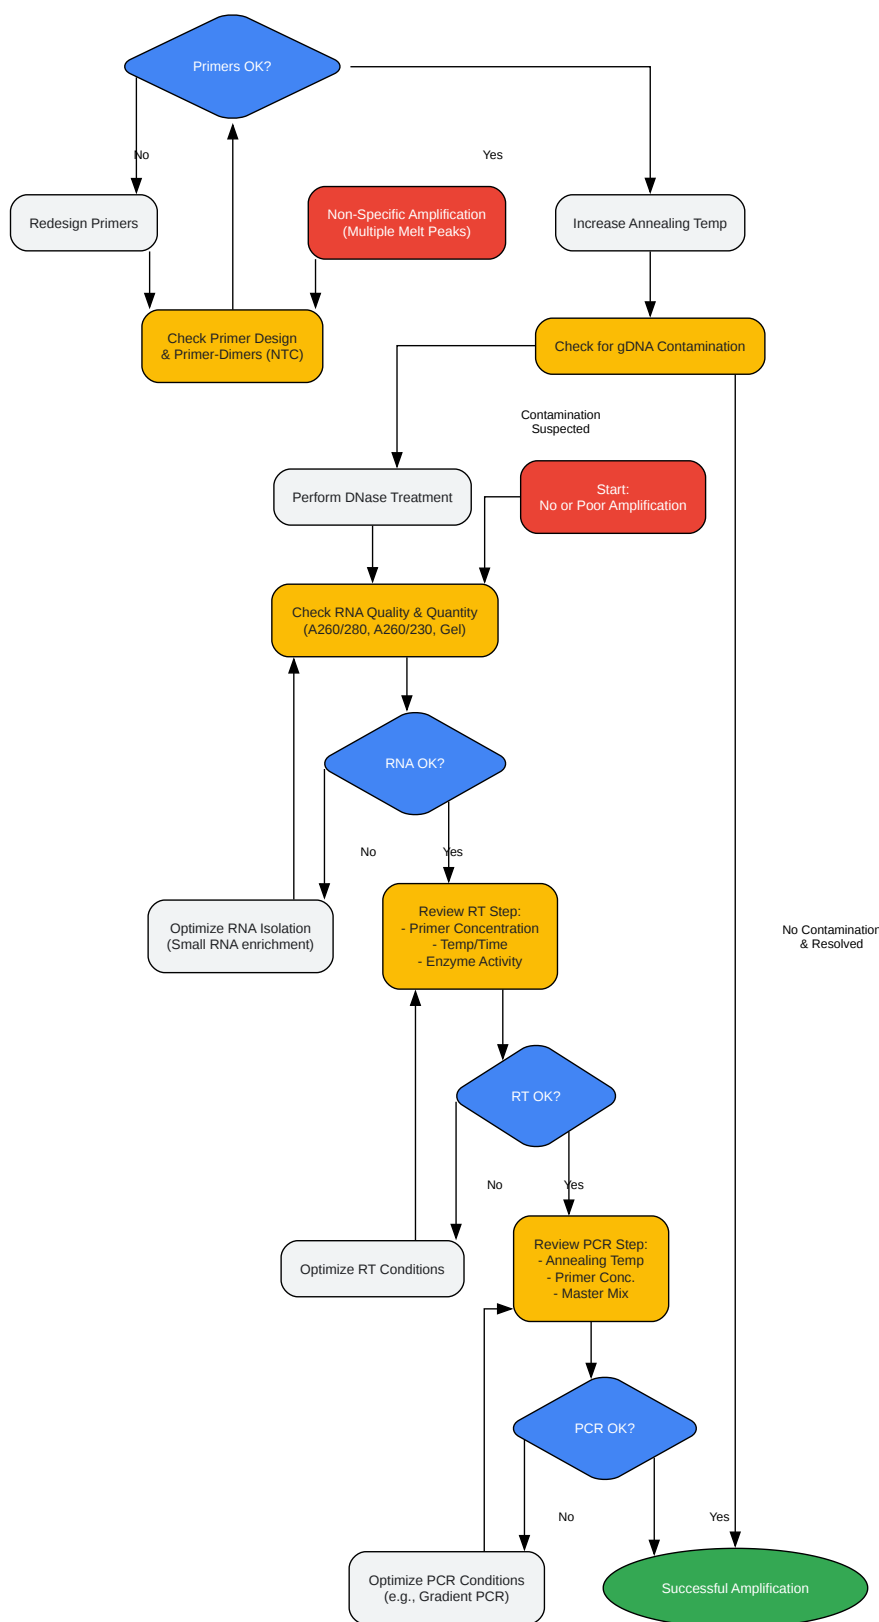 Primers OK?
No
Yes
Redesign Primers
Non-Specific Amplification
(Multiple Melt Peaks)
Increase Annealing Temp
Check Primer Design
& Primer-Dimers (NTC)
Check for gDNA Contamination
Contamination
Suspected
Perform DNase Treatment
Start:
No or Poor Amplification
Check RNA Quality & Quantity
(A260/280, A260/230, Gel)
RNA OK?
No
Yes
Optimize RNA Isolation
(Small RNA enrichment)
Review RT Step:
- Primer Concentration
- Temp/Time
- Enzyme Activity
No Contamination
& Resolved
RT OK?
No
Yes
Optimize RT Conditions
Review PCR Step:
- Annealing Temp
- Primer Conc.
- Master Mix
PCR OK?
No
Yes
Optimize PCR Conditions
(e.g., Gradient PCR)
Successful Amplification